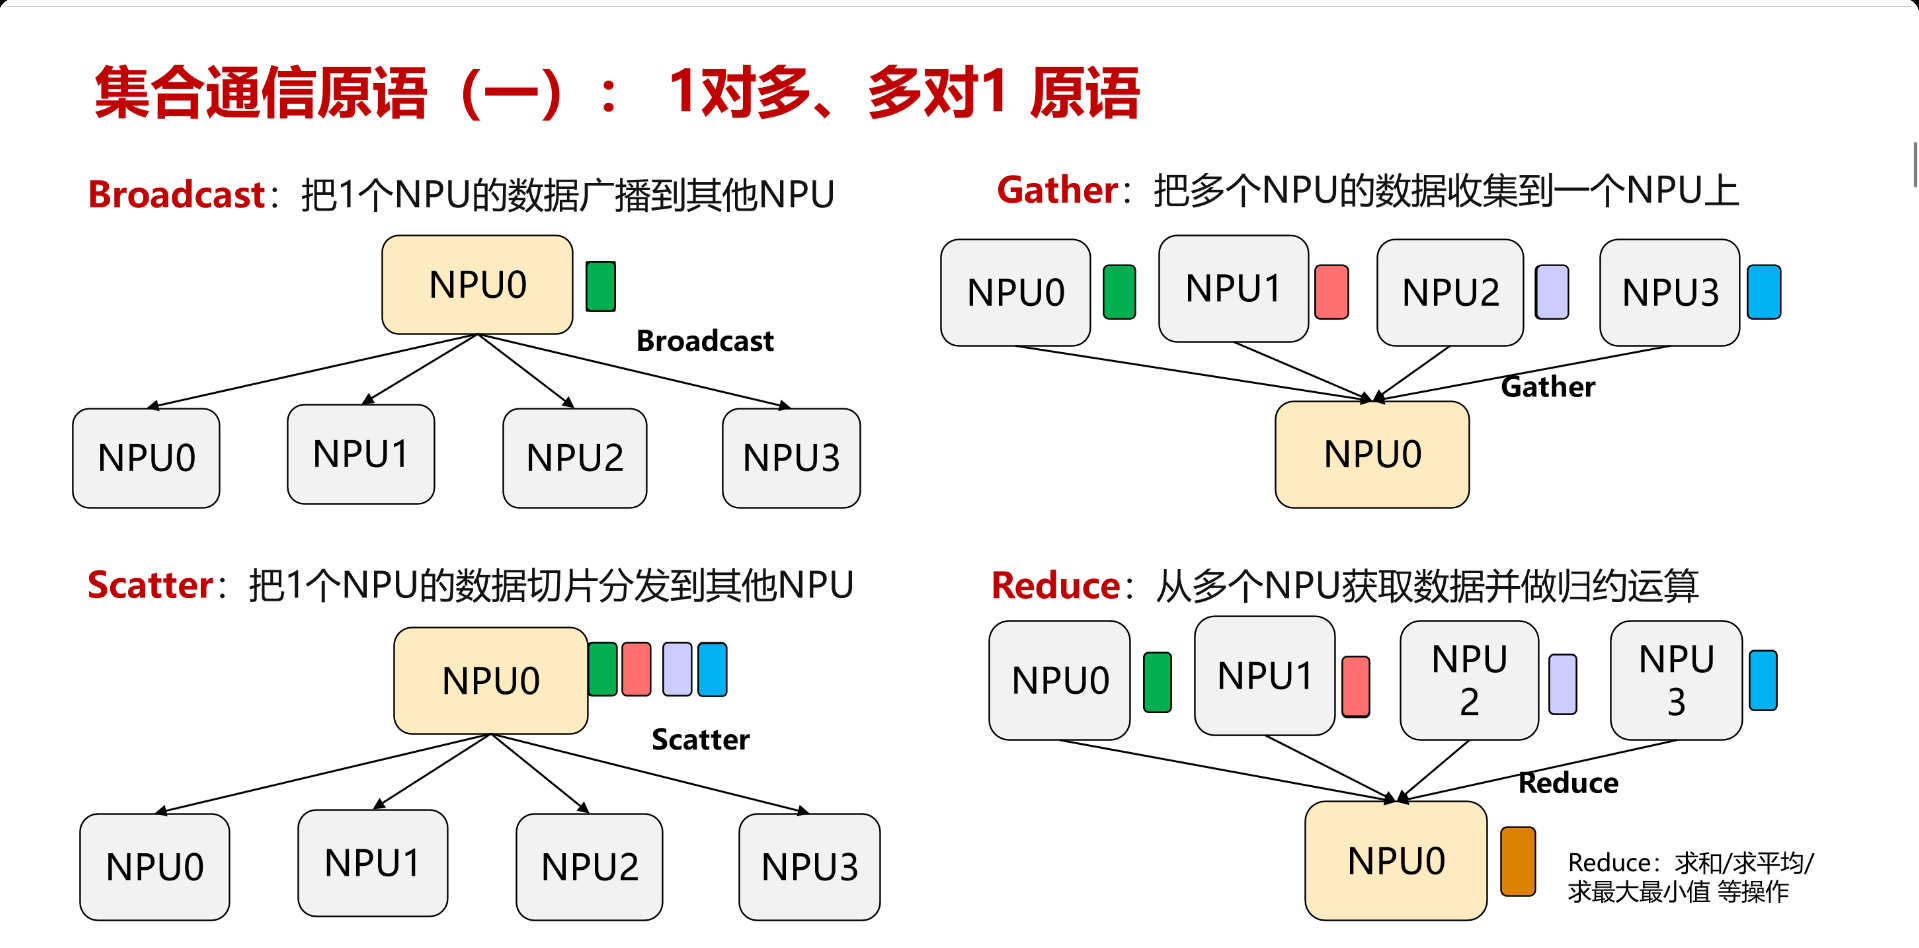 集合通信原语（一）： 1对多、多对1 原语
Broadcast：把1个NPU的数据广播到其他NPU
NPU0
Broadcast
NPU0
NPU1
NPU2
NPU3
Gather：把多个NPU的数据收集到一个NPU上
NPU0
NPU1
NPU2
NPU3
Gather
NPU0
Scatter：把1个NPU的数据切片分发到其他NPU
NPU0
Scatter
NPU0
NPU1
NPU2
NPU3
Reduce：从多个NPU获取数据并做归约运算
NPU0
NPU1
NPU
2
NPU
3
Reduce
NPU0
Reduce：求和/求平均/
求最大最小值 等操作